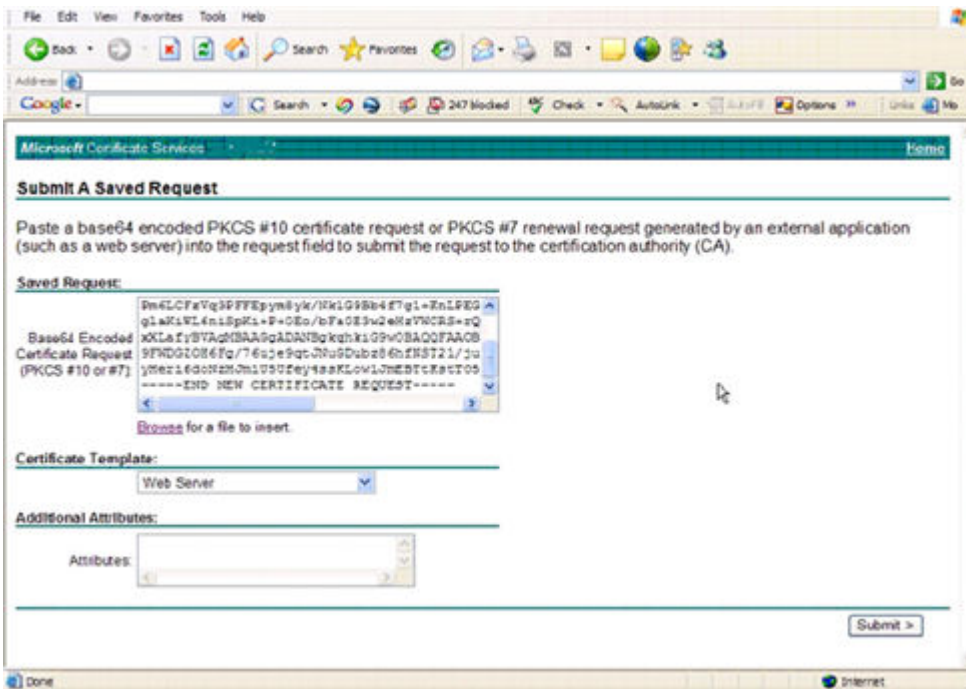 File Edit View Favorites Tools Help
Back Search Favorites
Address Go
Google Search 247 blocked Check AutoLink AutoFill Options Links
Microsoft Certificate Services Home
Submit A Saved Request
Paste a base64 encoded PKCS #10 certificate request or PKCS #7 renewal request generated by an external application
(such as a web server) into the request field to submit the request to the certification authority (CA).
Saved Request:
Base64 Encoded
Certificate Request
(PKCS #10 or #7):
-----END NEW CERTIFICATE REQUEST-----
Browse for a file to insert.
Certificate Template:
Web Server
Additional Attributes:
Attributes:
Submit >
Done Internet